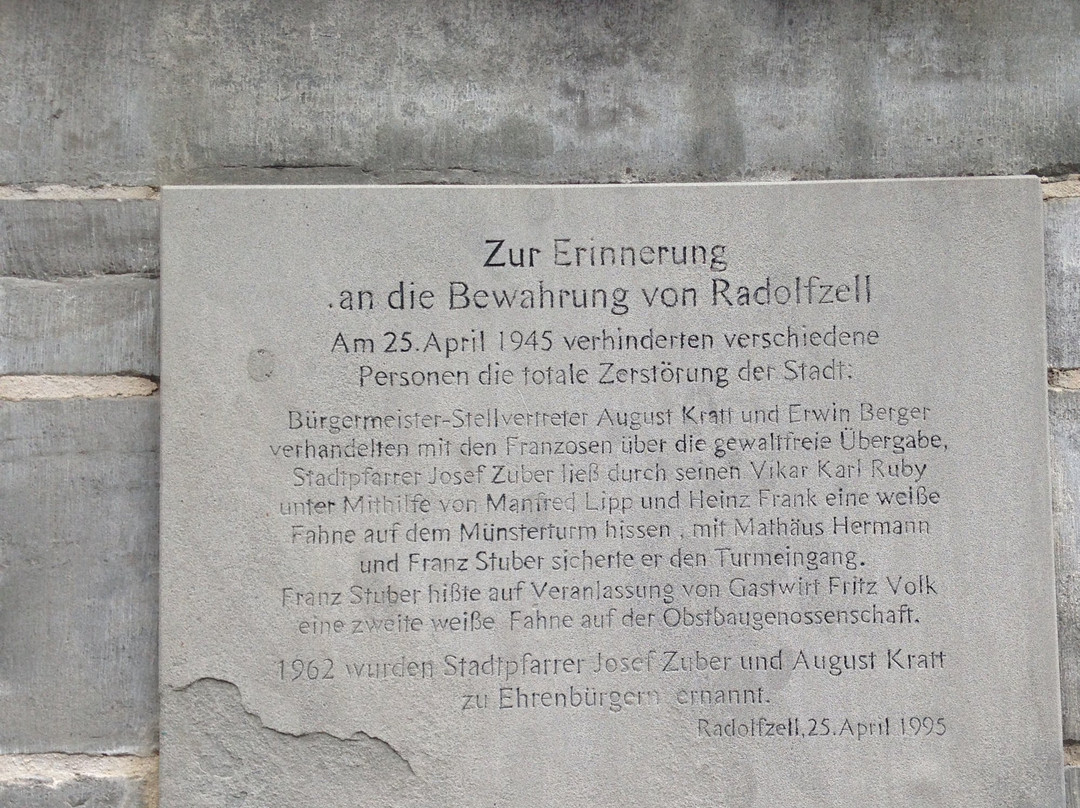 Zur Erinnerung
an die Bewahrung von Radolfzell
Am 25. April 1945 verhinderten verschiedene
Personen die totale Zerstörung der Stadt:
Bürgermeister-Stellvertreter August Kratt und Erwin Berger
verhandelten mit den Franzosen über die gewaltfreie Übergabe,
Stadtpfarrer Josef Zuber ließ durch seinen Vikar Karl Ruby
unter Mithilfe von Manfred Lipp und Heinz Frank eine weiße
Fahne auf dem Münsterturm hissen, mit Mathäus Hermann
und Franz Stuber sicherte er den Turmeingang.
Franz Stuber hißte auf Veranlassung von Gastwirt Fritz Volk
eine zweite weiße Fahne auf der Obstbaugenossenschaft.
1962 wurden Stadtpfarrer Josef Zuber und August Kratt
zu Ehrenbürgern ernannt.
Radolfzell, 25. April 1995